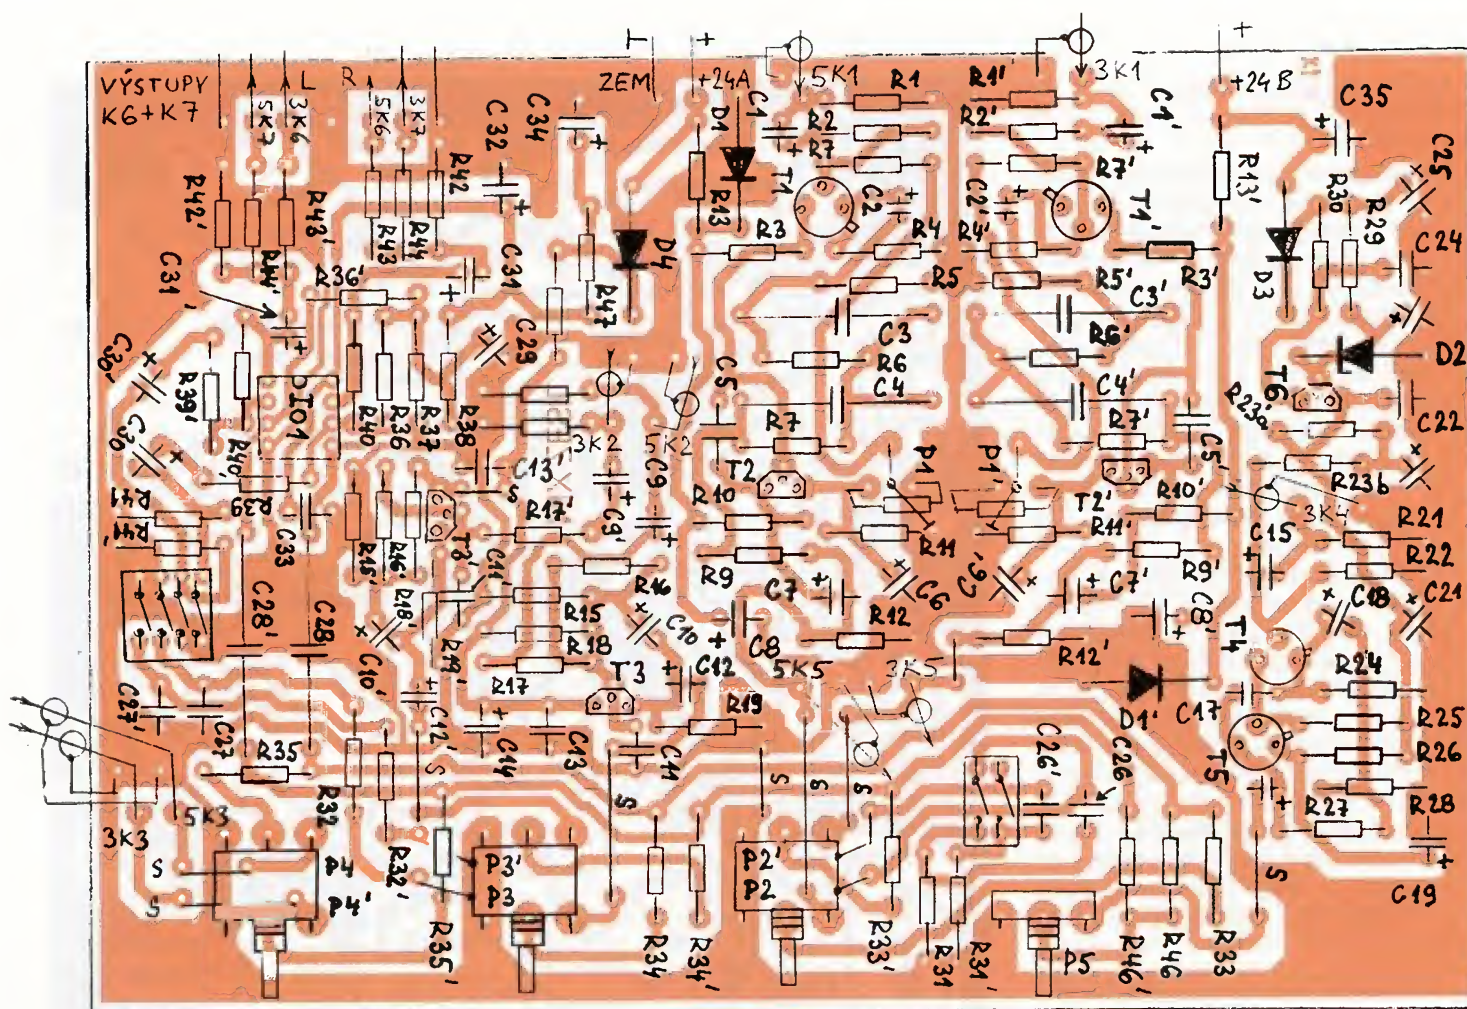 T + + 
VÝSTUPY
K6+K7
5K7
3K6
L
R
5K6
3K7
C32
C34
ZEM
+24A
D1
C1
5K1
R1
R1'
3K1
+24B
C35
R2
R2'
C1'
R7
R7'
R42'
R43'
R42
R13
T1
C2
C2'
T1'
R13'
R30
C25
R29
R44'
R43
R44
C31
D4
R3
R4
R4'
R3'
C24
C31'
R36'
R47
R5
R5'
C3'
D3
C29
C3
R6'
C30'
R6
D2
R39'
IO1
C5
C4
C4'
T6
R23a
C22
R40
R36
R37
R38
3K2
5K2
R7
R7'
C30
C13'
T2
P1
P1'
C5'
R23b
R40'
R39
S
R10
T2'
R10'
3K4
R41
R17'
C9'
C9
R21
R41'
C33
R11
R11'
C15
R22
R15'
R16'
T3'
C11'
R16
R9
C7
C6
C6'
C7'
R9'
C18
C21
C28'
C28
R18'
R15
R12
R12'
C8'
T4
R18
C10
C8
C10'
R19'
R17
T3
C12
5K5
3K5
R24
C27'
C27
C12'
R19
D1'
C17
R25
R35
C14
C13
C11
C26'
C26
T5
R26
S
S
S
S
5K3
3K3
R32
R27
R28
S
P4
R32'
P3'
P2'
S
S
P4'
P3
P2
C19
R35'
R34
R34'
R33'
R31
R31'
P5
R46'
R46
R33